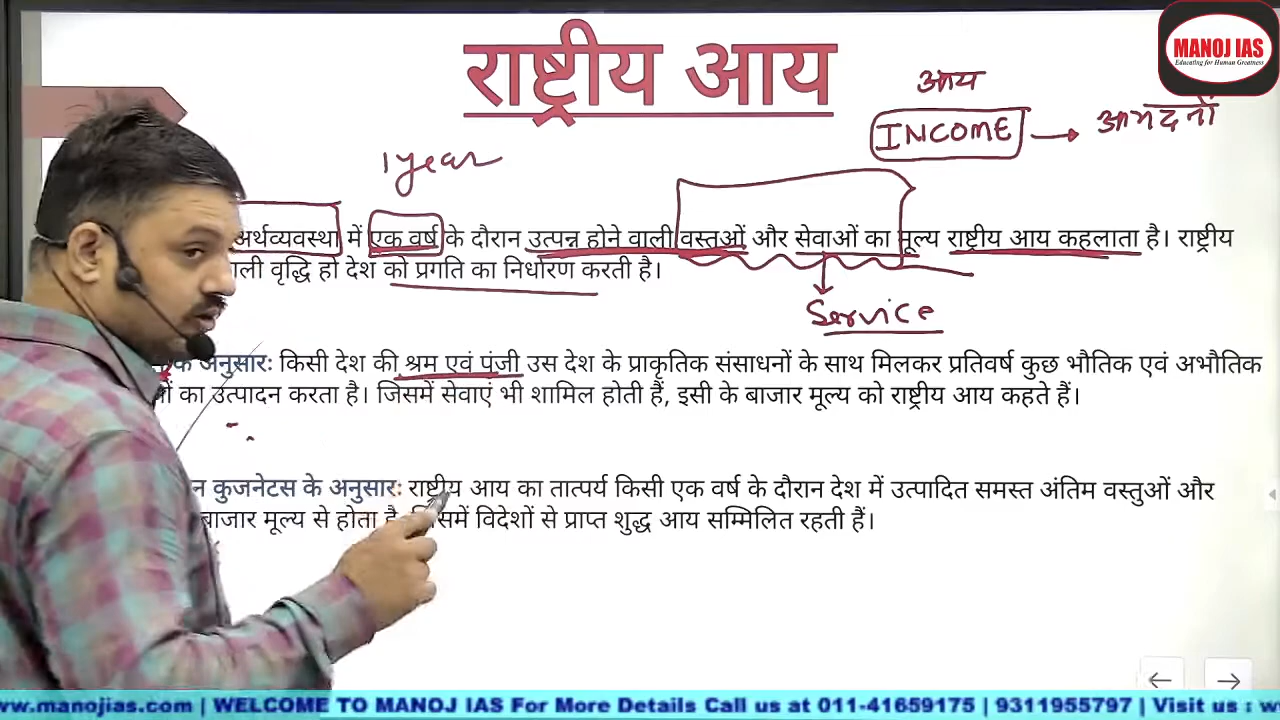 राष्ट्रीय आय
MANOJ IAS
Educating for Human Greatness
आय
INCOME
आमदनी
1 year
अर्थव्यवस्था में एक वर्ष के दौरान उत्पन्न होने वाली वस्तुओं और सेवाओं का मूल्य राष्ट्रीय आय कहलाता है। राष्ट्रीय
वाली वृद्धि ही देश को प्रगति का निर्धारण करती है।
Service
के अनुसारः किसी देश की श्रम एवं पूंजी उस देश के प्राकृतिक संसाधनों के साथ मिलकर प्रतिवर्ष कुछ भौतिक एवं अभौतिक
का उत्पादन करता है। जिसमें सेवाएं भी शामिल होती हैं, इसी के बाजार मूल्य को राष्ट्रीय आय कहते हैं।
कुजनेटस के अनुसारः राष्ट्रीय आय का तात्पर्य किसी एक वर्ष के दौरान देश में उत्पादित समस्त अंतिम वस्तुओं और
बाजार मूल्य से होता है, जिसमें विदेशों से प्राप्त शुद्ध आय सम्मिलित रहती हैं।
www.manojias.com | WELCOME TO MANOJ IAS For More Details Call us at 011-41659175 | 9311955797 | Visit us :